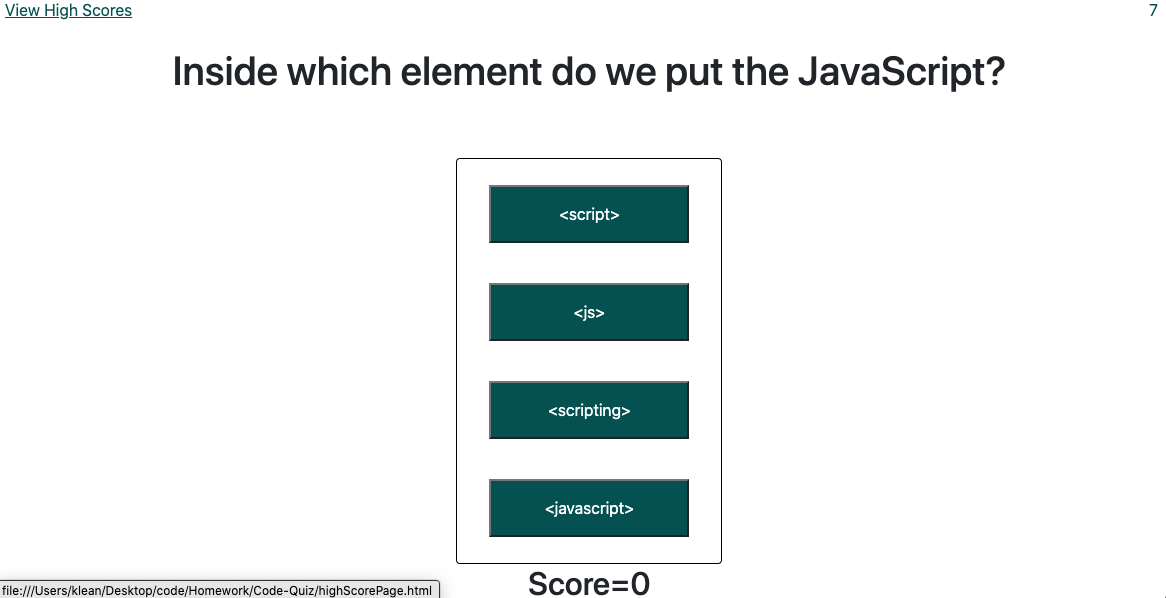 View High Scores
7
Inside which element do we put the JavaScript?
<script>
<js>
<scripting>
<javascript>
Score=0
file:///Users/klean/Desktop/code/Homework/Code-Quiz/highScorePage.html